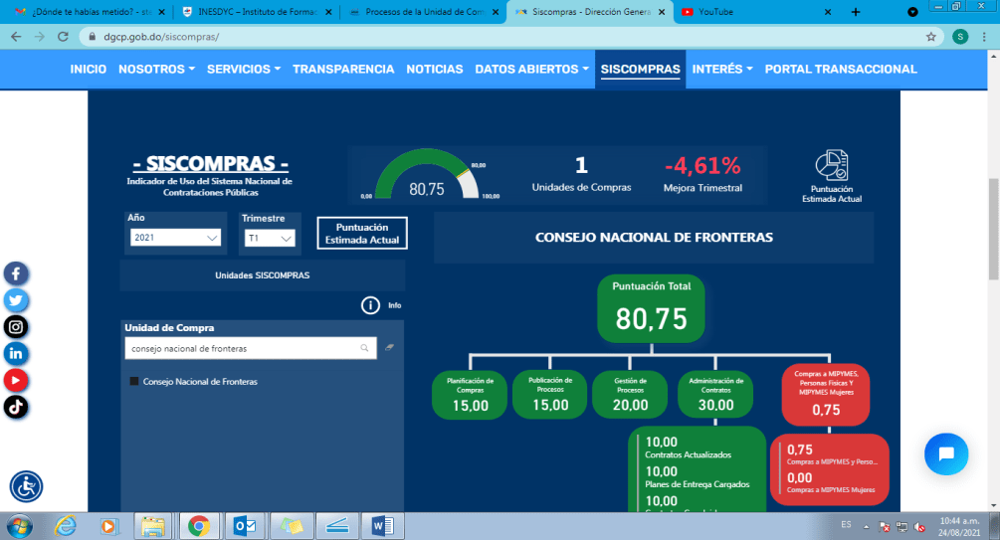 ¿Dónde te habías metido? - ste
INESDYC – Instituto de Forma
Procesos de la Unidad de Com
Siscompras - Dirección Genera
YouTube
dgcp.gob.do/siscompras/
S
INICIO NOSOTROS SERVICIOS TRANSPARENCIA NOTICIAS DATOS ABIERTOS SISCOMPRAS INTERÉS PORTAL TRANSACCIONAL
- SISCOMPRAS -
Indicador de Uso del Sistema Nacional de
Contrataciones Públicas
80,00
80,75
0,00
100,00
1
Unidades de Compras
-4,61%
Mejora Trimestral
Puntuación
Estimada Actual
Año
2021
Trimestre
T1
Puntuación
Estimada Actual
CONSEJO NACIONAL DE FRONTERAS
Unidades SISCOMPRAS
Info
Unidad de Compra
consejo nacional de fronteras
Consejo Nacional de Fronteras
Puntuación Total
80,75
Planificación de
Compras
15,00
Publicación de
Procesos
15,00
Gestión de
Procesos
20,00
Administración de
Contratos
30,00
Compras a MIPYMES,
Personas Físicas Y
MIPYMES Mujeres
0,75
10,00
Contratos Actualizados
10,00
Planes de Entrega Cargados
10,00
0,75
Compras a MIPYMES y Perso...
0,00
Compras a MIPYMES Mujeres
ES
10:44 a.m.
24/08/2021